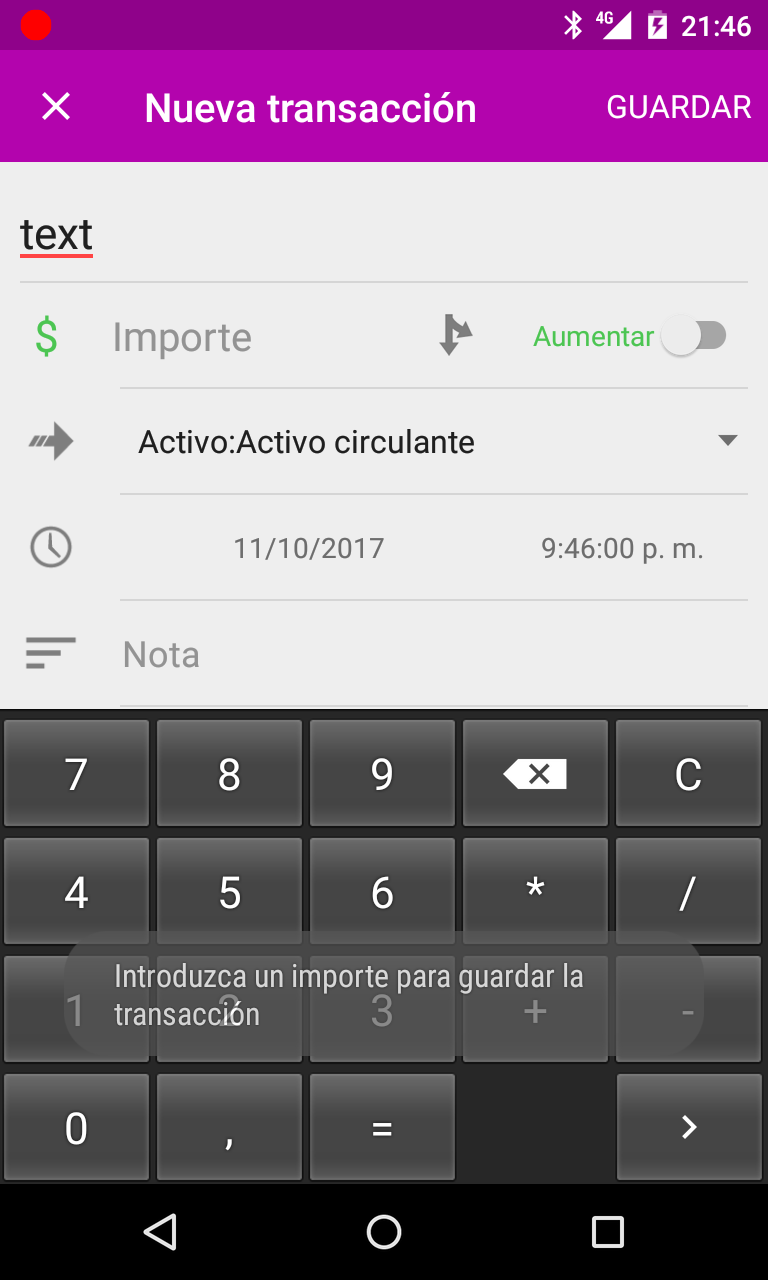 4G 21:46
Nueva transacción GUARDAR
text
$ Importe Aumentar
Activo:Activo circulante
11/10/2017 9:46:00 p. m.
Nota
7 8 9 C
4 5 6 * /
Introduzca un importe para guardar la
transacción
1 2 3 + -
0 , =